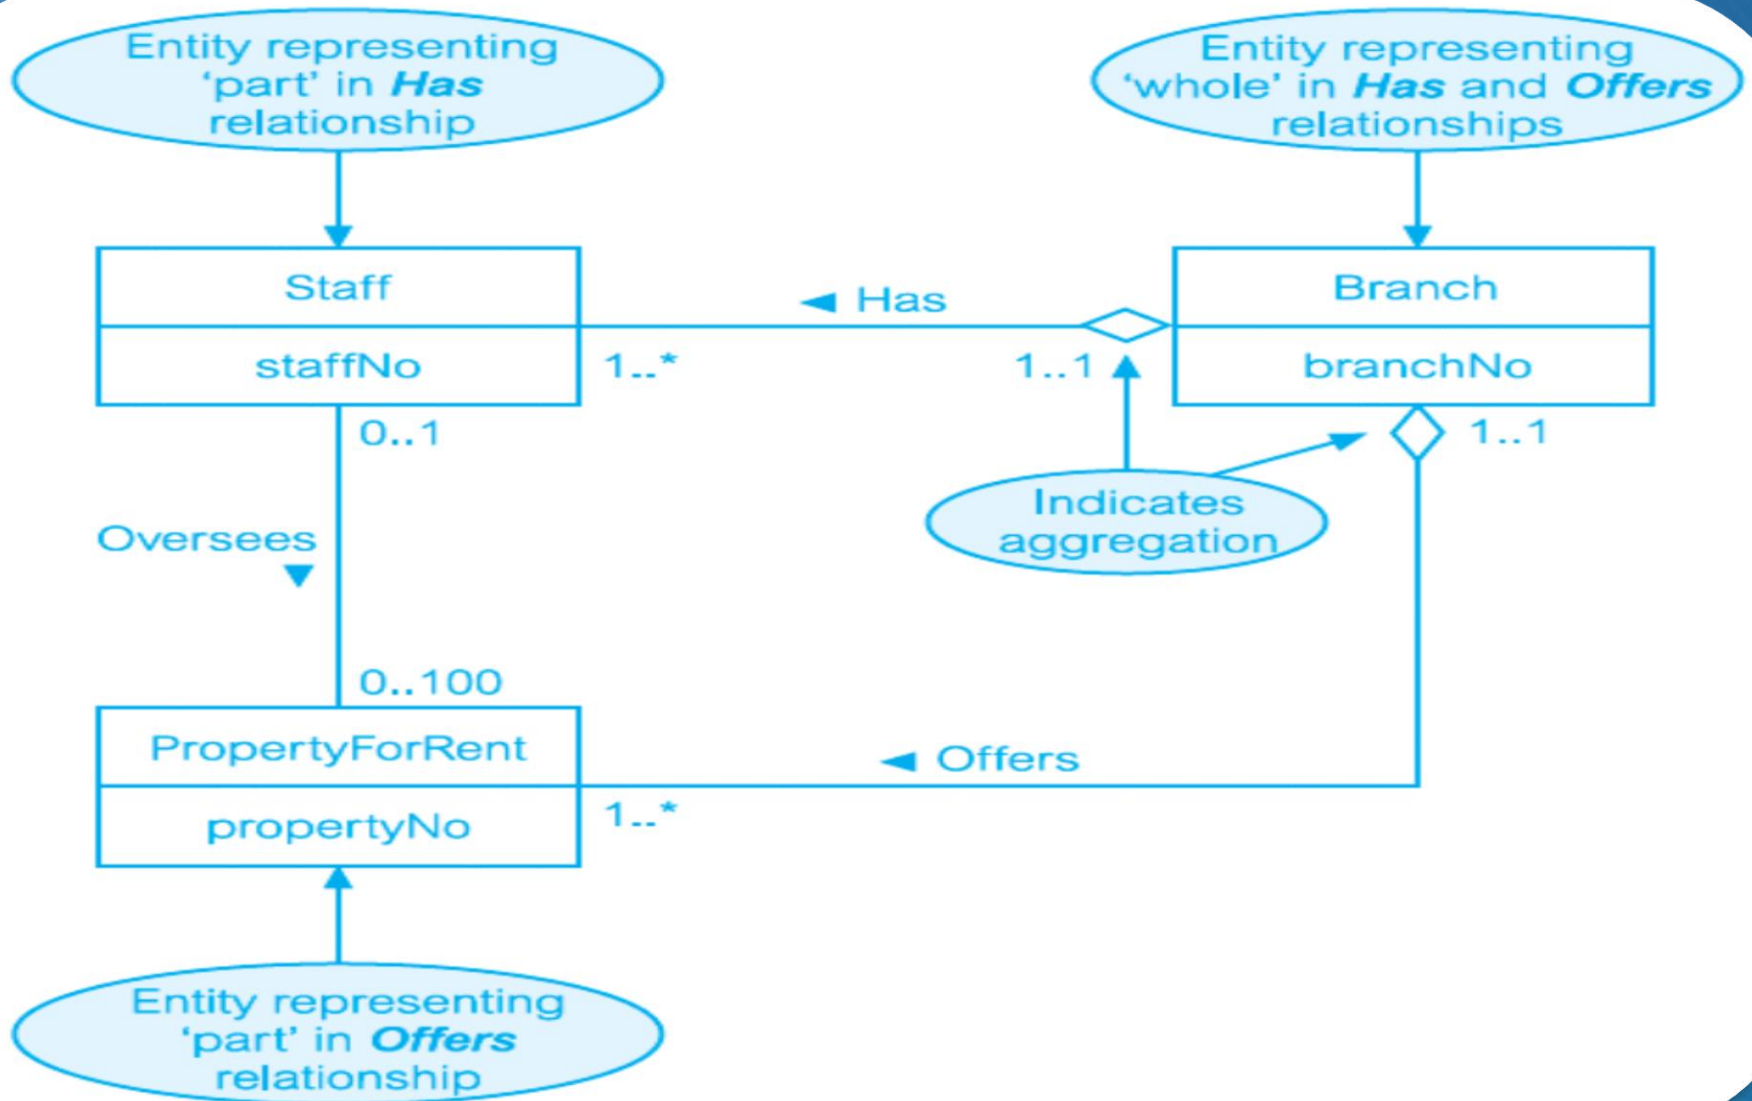 Entity representing
‘part’ in Has
relationship
Entity representing
‘whole’ in Has and Offers
relationships
Staff
staffNo
◄ Has
1..*
1..1
Branch
branchNo
0..1
1..1
Indicates
aggregation
Oversees
▼
0..100
PropertyForRent
propertyNo
◄ Offers
1..*
Entity representing
‘part’ in Offers
relationship